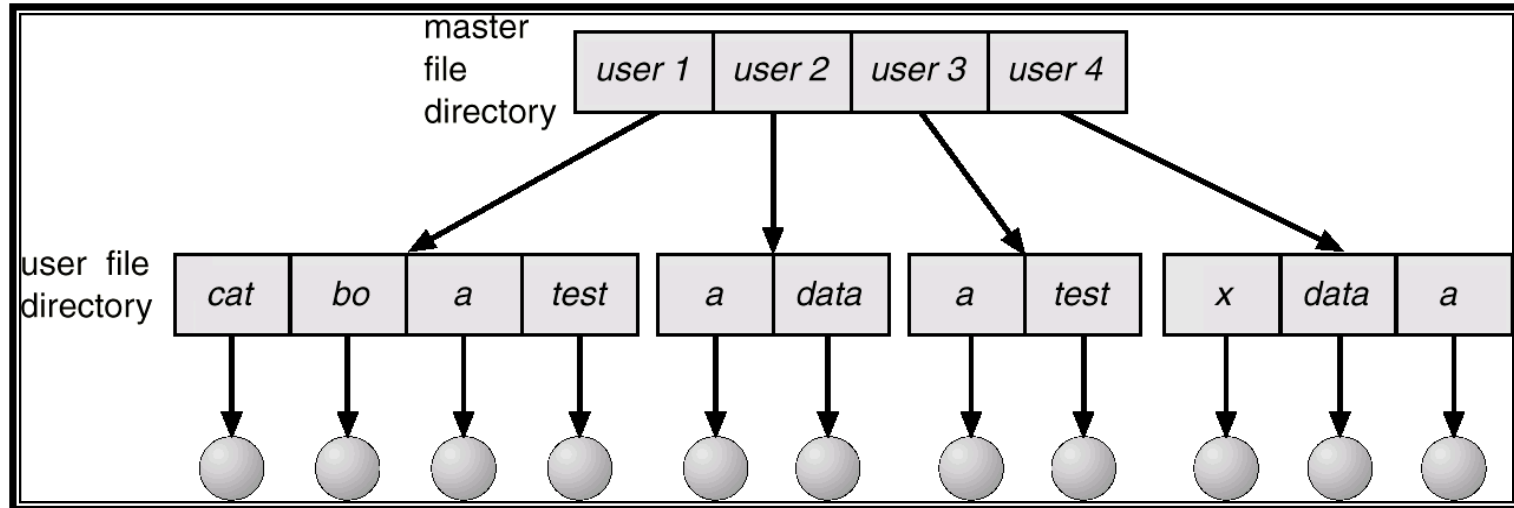 master
file
directory
user 1 user 2 user 3 user 4
user file
directory
cat bo a test a data a test x data a